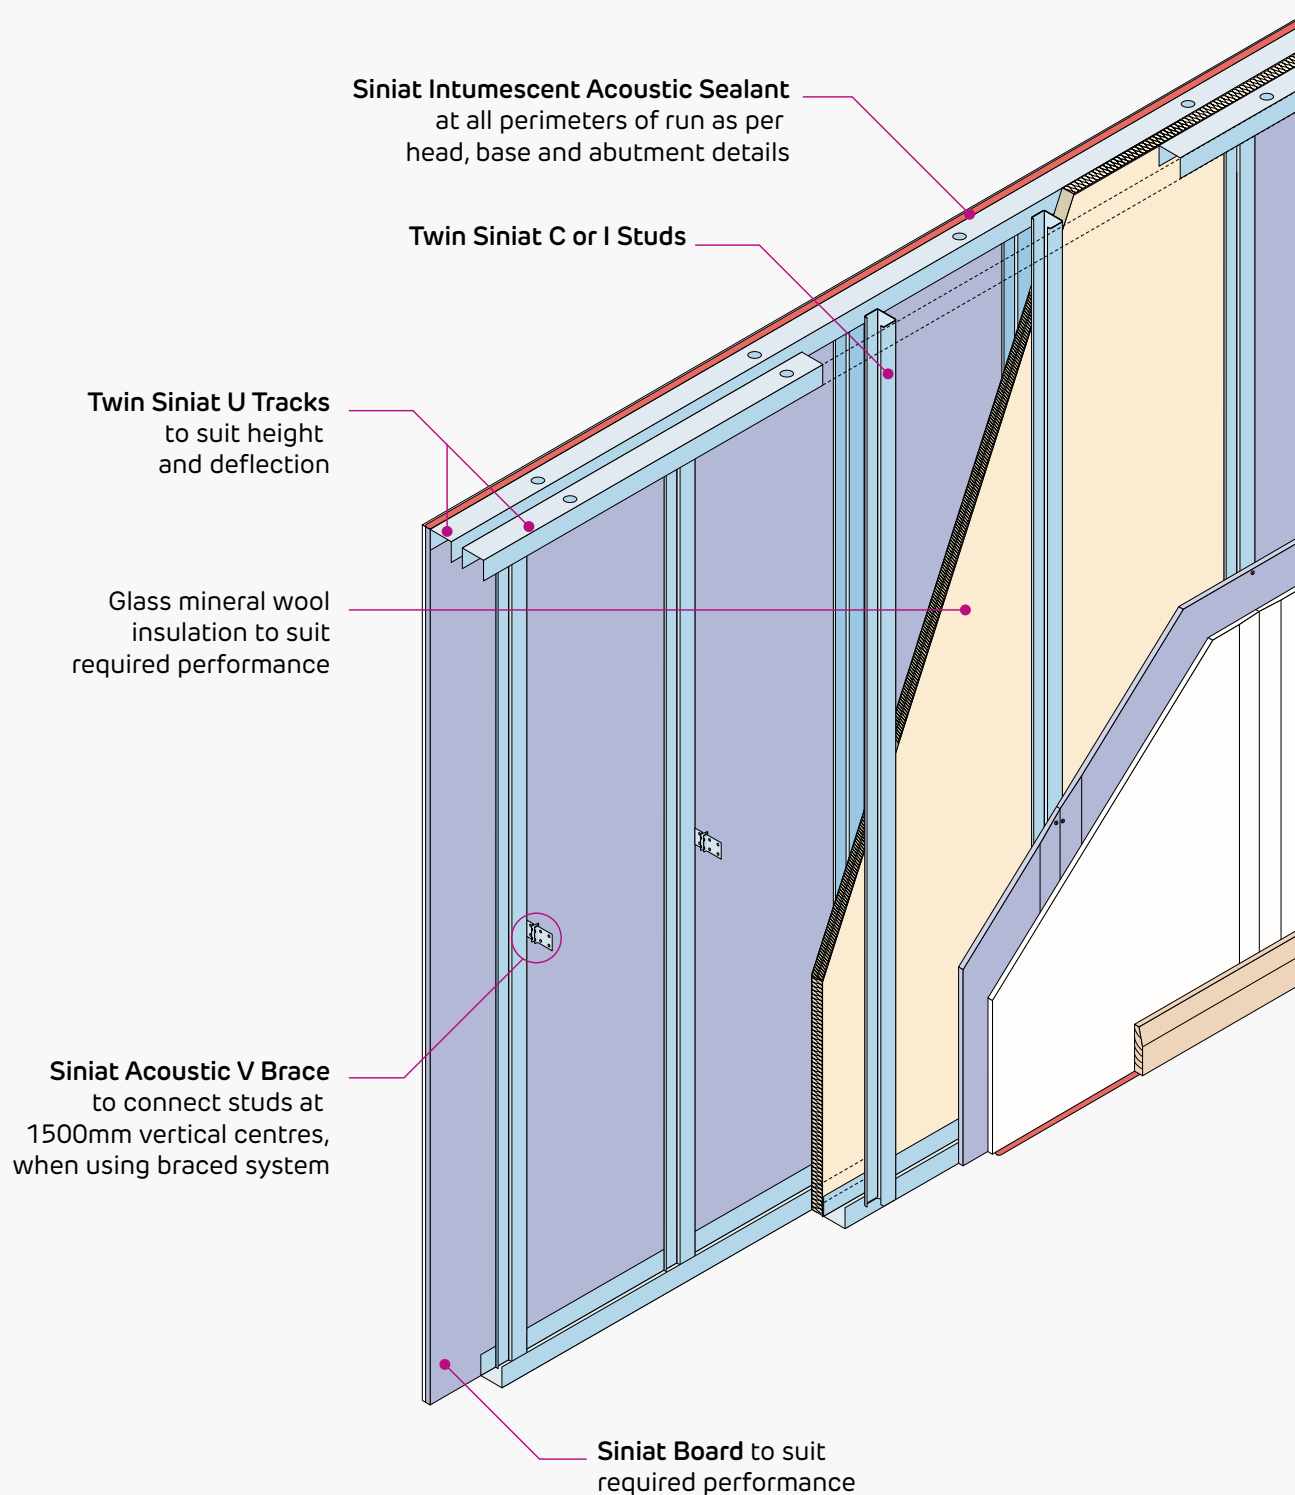 Siniat Intumescent Acoustic Sealant
at all perimeters of run as per
head, base and abutment details
Twin Siniat C or I Studs
Twin Siniat U Tracks
to suit height
and deflection
Glass mineral wool
insulation to suit
required performance
Siniat Acoustic V Brace
to connect studs at
1500mm vertical centres,
when using braced system
Siniat Board to suit
required performance